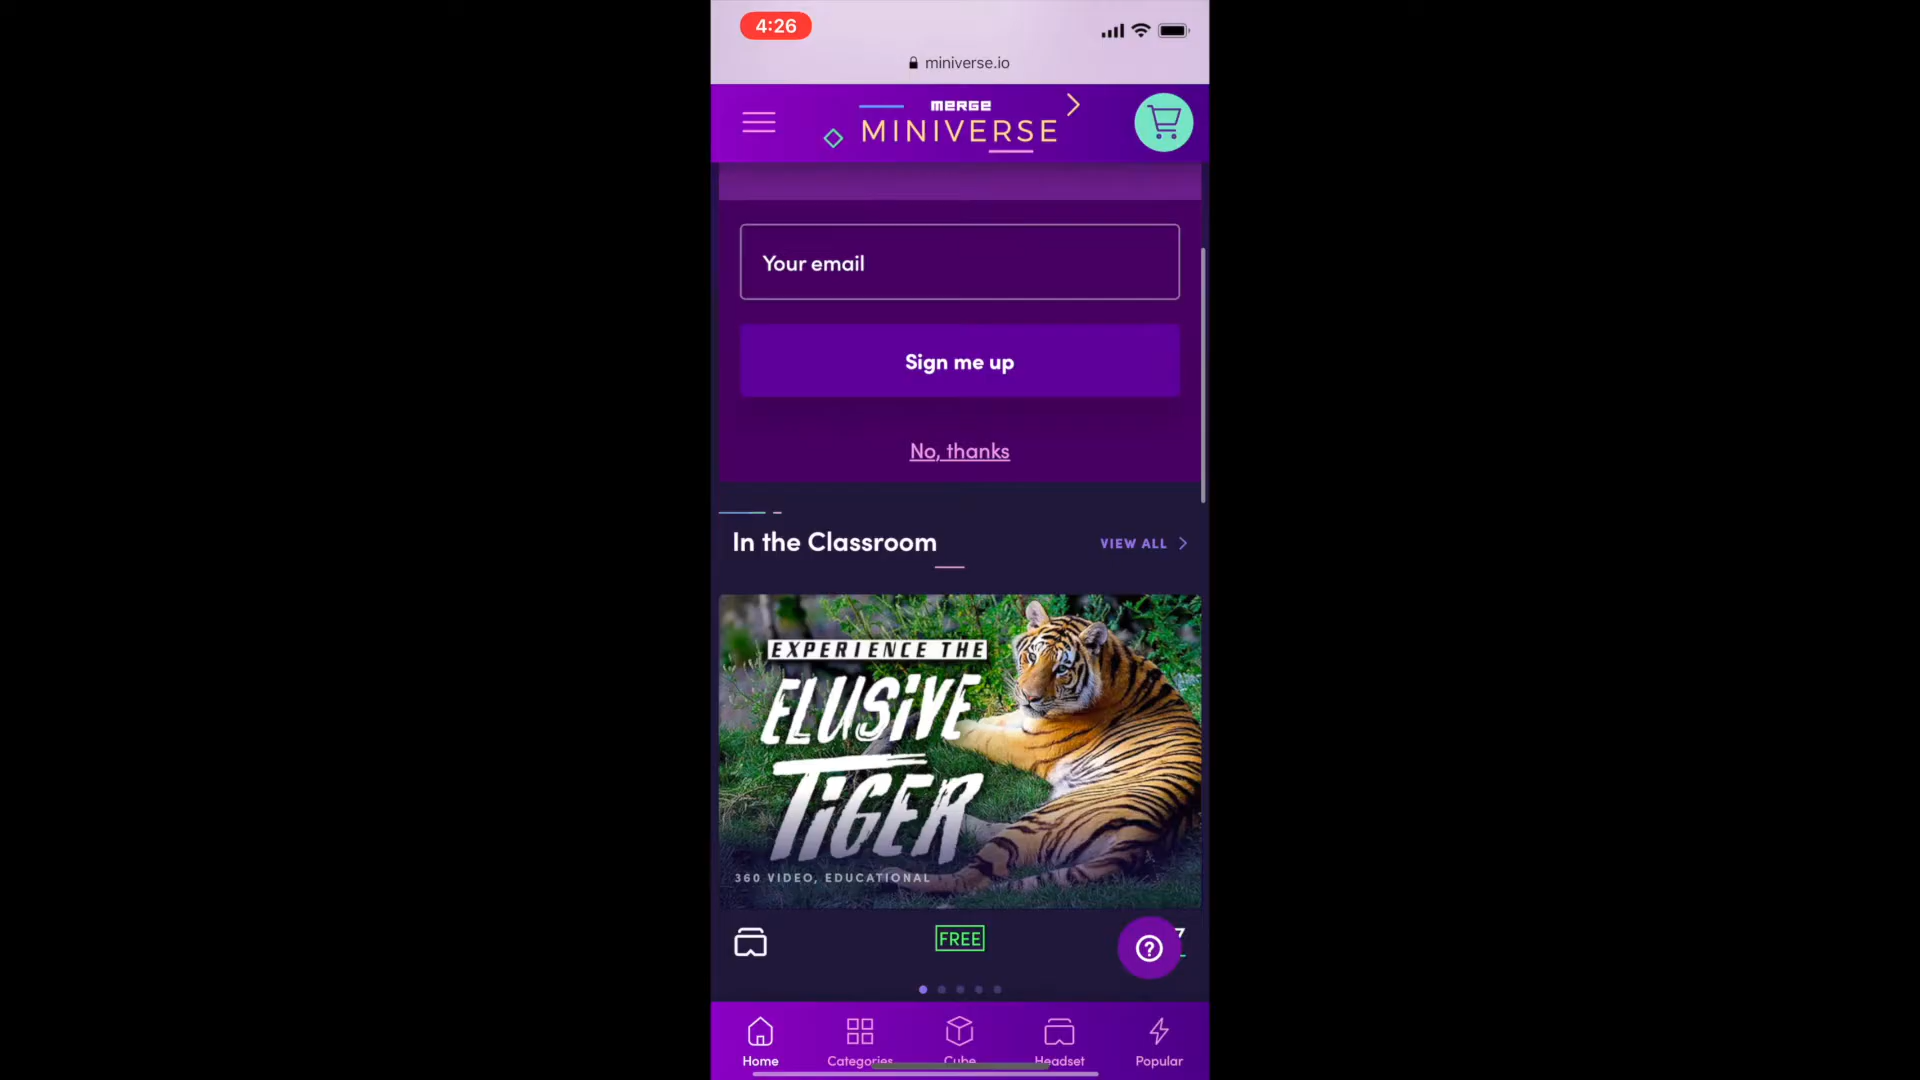 4:26
miniverse.io
MERGE
MINIVERSE
Your email
Sign me up
No, thanks
In the Classroom
VIEW ALL
EXPERIENCE THE
ELUSIVE
TIGER
360 VIDEO, EDUCATIONAL
FREE
Home
Categories
Cube
Headset
Popular